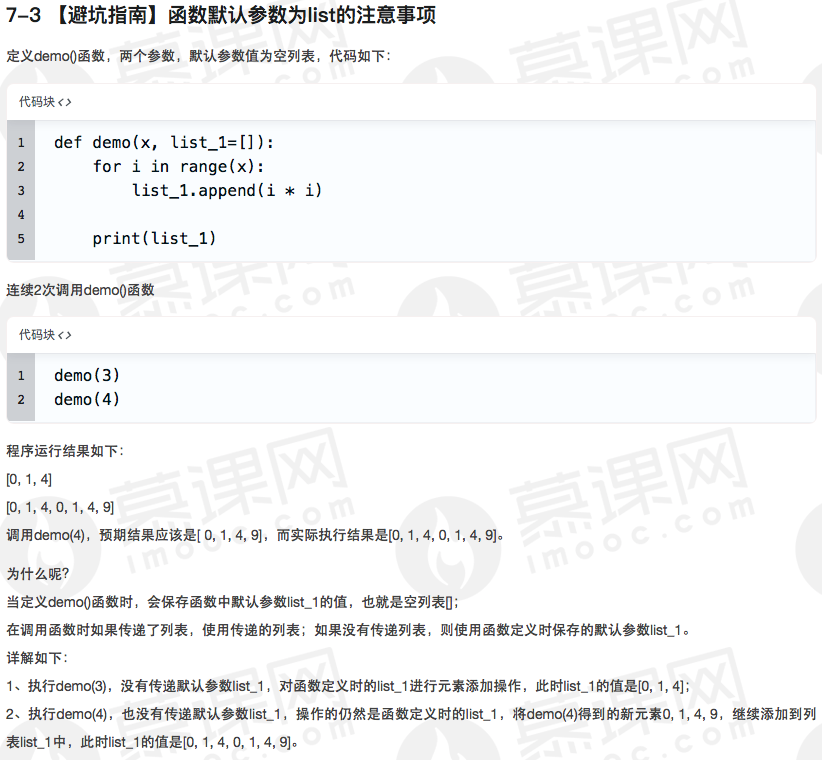 7-3 【避坑指南】函数默认参数为list的注意事项
定义demo()函数，两个参数，默认参数值为空列表，代码如下：
代码块<>
1 def demo(x, list_1=[]):
2     for i in range(x):
3         list_1.append(i * i)
4
5     print(list_1)
连续2次调用demo()函数
代码块<>
1 demo(3)
2 demo(4)
程序运行结果如下：
[0, 1, 4]
[0, 1, 4, 0, 1, 4, 9]
调用demo(4)，预期结果应该是[ 0, 1, 4, 9]，而实际执行结果是[0, 1, 4, 0, 1, 4, 9]。
为什么呢？
当定义demo()函数时，会保存函数中默认参数list_1的值，也就是空列表[]；
在调用函数时如果传递了列表，使用传递的列表；如果没有传递列表，则使用函数定义时保存的默认参数list_1。
详解如下：
1、执行demo(3)，没有传递默认参数list_1，对函数定义时的list_1进行元素添加操作，此时list_1的值是[0, 1, 4]；
2、执行demo(4)，也没有传递默认参数list_1，操作的仍然是函数定义时的list_1，将demo(4)得到的新元素0, 1, 4, 9，继续添加到列
表list_1中，此时list_1的值是[0, 1, 4, 0, 1, 4, 9]。
慕课网
imooc.com